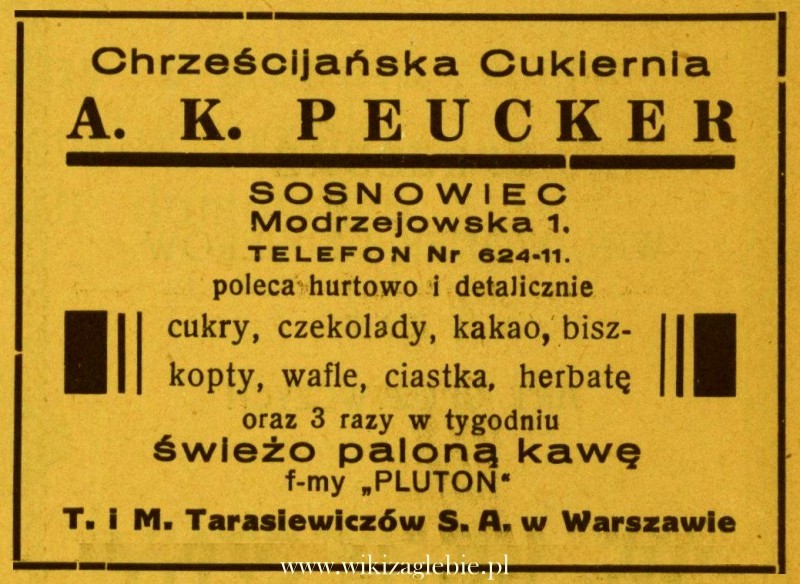 Chrześcijańska Cukiernia
A. K. PEUCKER
SOSNOWIEC
Modrzejowska 1.
TELEFON Nr 624-11.
poleca hurtowo i detalicznie
cukry, czekolady, kakao, bisz-
kopty, wafle, ciastka, herbatę
oraz 3 razy w tygodniu
świeżo paloną kawę
f-my „PLUTON“
T. i M. Tarasiewiczów S. A. w Warszawie
www.wikizaglebie.pl